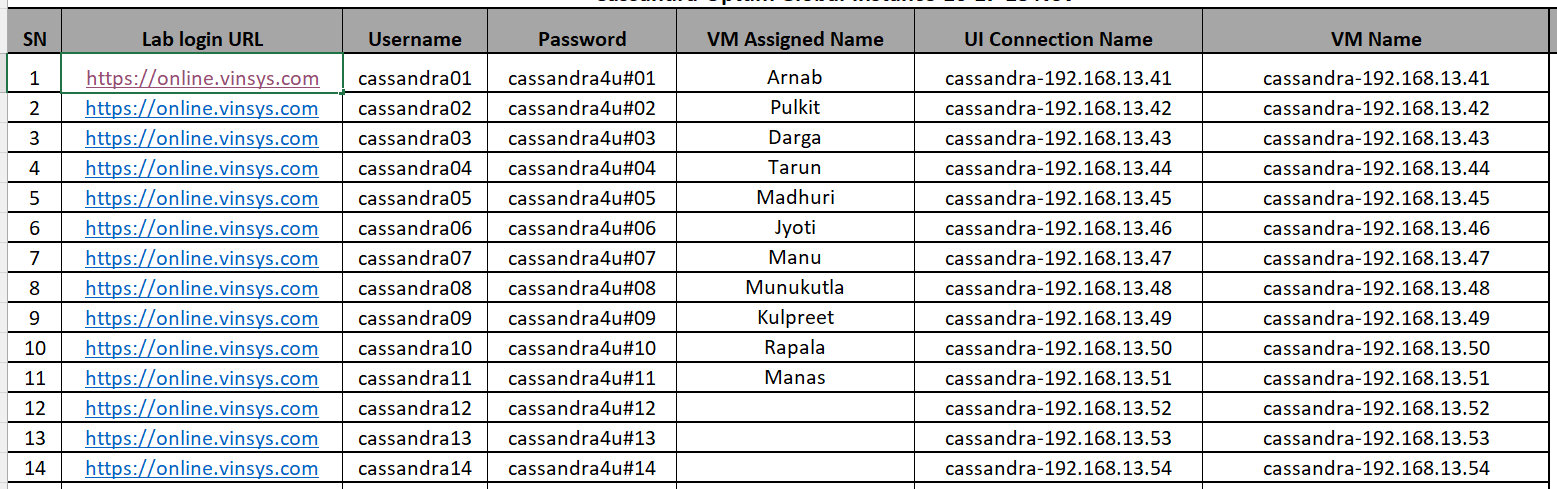 SN Lab login URL Username Password VM Assigned Name UI Connection Name VM Name
1 https://online.vinsys.com cassandra01 cassandra4u#01 Arnab cassandra-192.168.13.41 cassandra-192.168.13.41
2 https://online.vinsys.com cassandra02 cassandra4u#02 Pulkit cassandra-192.168.13.42 cassandra-192.168.13.42
3 https://online.vinsys.com cassandra03 cassandra4u#03 Darga cassandra-192.168.13.43 cassandra-192.168.13.43
4 https://online.vinsys.com cassandra04 cassandra4u#04 Tarun cassandra-192.168.13.44 cassandra-192.168.13.44
5 https://online.vinsys.com cassandra05 cassandra4u#05 Madhuri cassandra-192.168.13.45 cassandra-192.168.13.45
6 https://online.vinsys.com cassandra06 cassandra4u#06 Jyoti cassandra-192.168.13.46 cassandra-192.168.13.46
7 https://online.vinsys.com cassandra07 cassandra4u#07 Manu cassandra-192.168.13.47 cassandra-192.168.13.47
8 https://online.vinsys.com cassandra08 cassandra4u#08 Munukutla cassandra-192.168.13.48 cassandra-192.168.13.48
9 https://online.vinsys.com cassandra09 cassandra4u#09 Kulpreet cassandra-192.168.13.49 cassandra-192.168.13.49
10 https://online.vinsys.com cassandra10 cassandra4u#10 Rapala cassandra-192.168.13.50 cassandra-192.168.13.50
11 https://online.vinsys.com cassandra11 cassandra4u#11 Manas cassandra-192.168.13.51 cassandra-192.168.13.51
12 https://online.vinsys.com cassandra12 cassandra4u#12 cassandra-192.168.13.52 cassandra-192.168.13.52
13 https://online.vinsys.com cassandra13 cassandra4u#13 cassandra-192.168.13.53 cassandra-192.168.13.53
14 https://online.vinsys.com cassandra14 cassandra4u#14 cassandra-192.168.13.54 cassandra-192.168.13.54